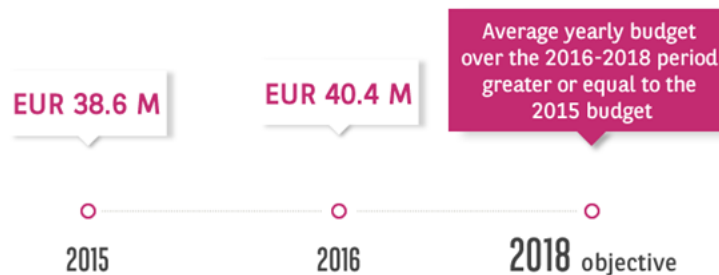 EUR 38.6 M
EUR 40.4 M
Average yearly budget
over the 2016-2018 period
greater or equal to the
2015 budget
2015
2016
2018 objective